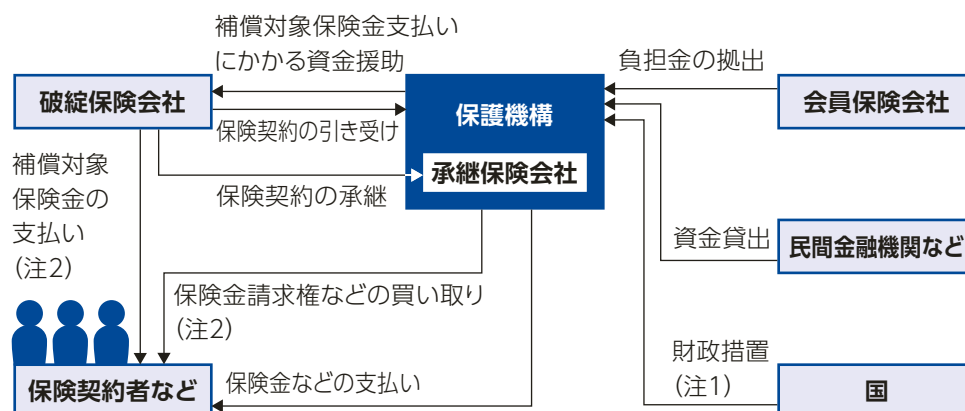 補償対象保険金支払い
にかかる資金援助
負担金の拠出
破綻保険会社
保護機構
会員保険会社
保険契約の引き受け
承継保険会社
補償対象
保険金の
支払い
(注2)
保険契約の承継
資金貸出
民間金融機関など
保険金請求権などの買い取り
(注2)
財政措置
(注1)
保険契約者など
保険金などの支払い
国